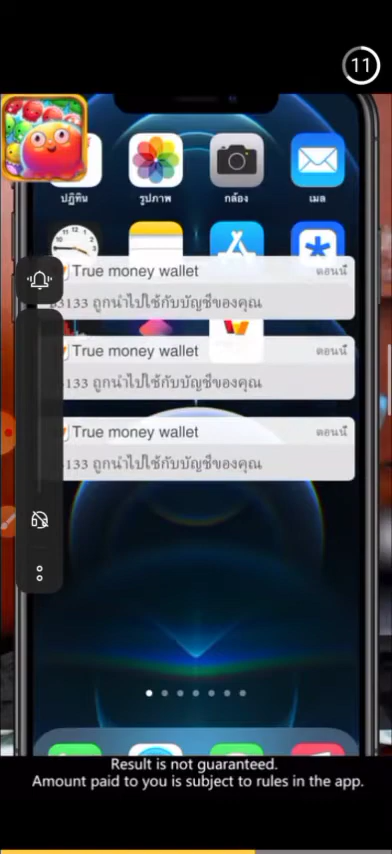 11
ปฏิทิน
รูปภาพ
กล้อง
เมล
True money wallet
ตอนนี้
3133 ถูกนำไปใช้กับบัญชีของคุณ
True money wallet
ตอนนี้
3133 ถูกนำไปใช้กับบัญชีของคุณ
True money wallet
ตอนนี้
3133 ถูกนำไปใช้กับบัญชีของคุณ
Result is not guaranteed.
Amount paid to you is subject to rules in the app.